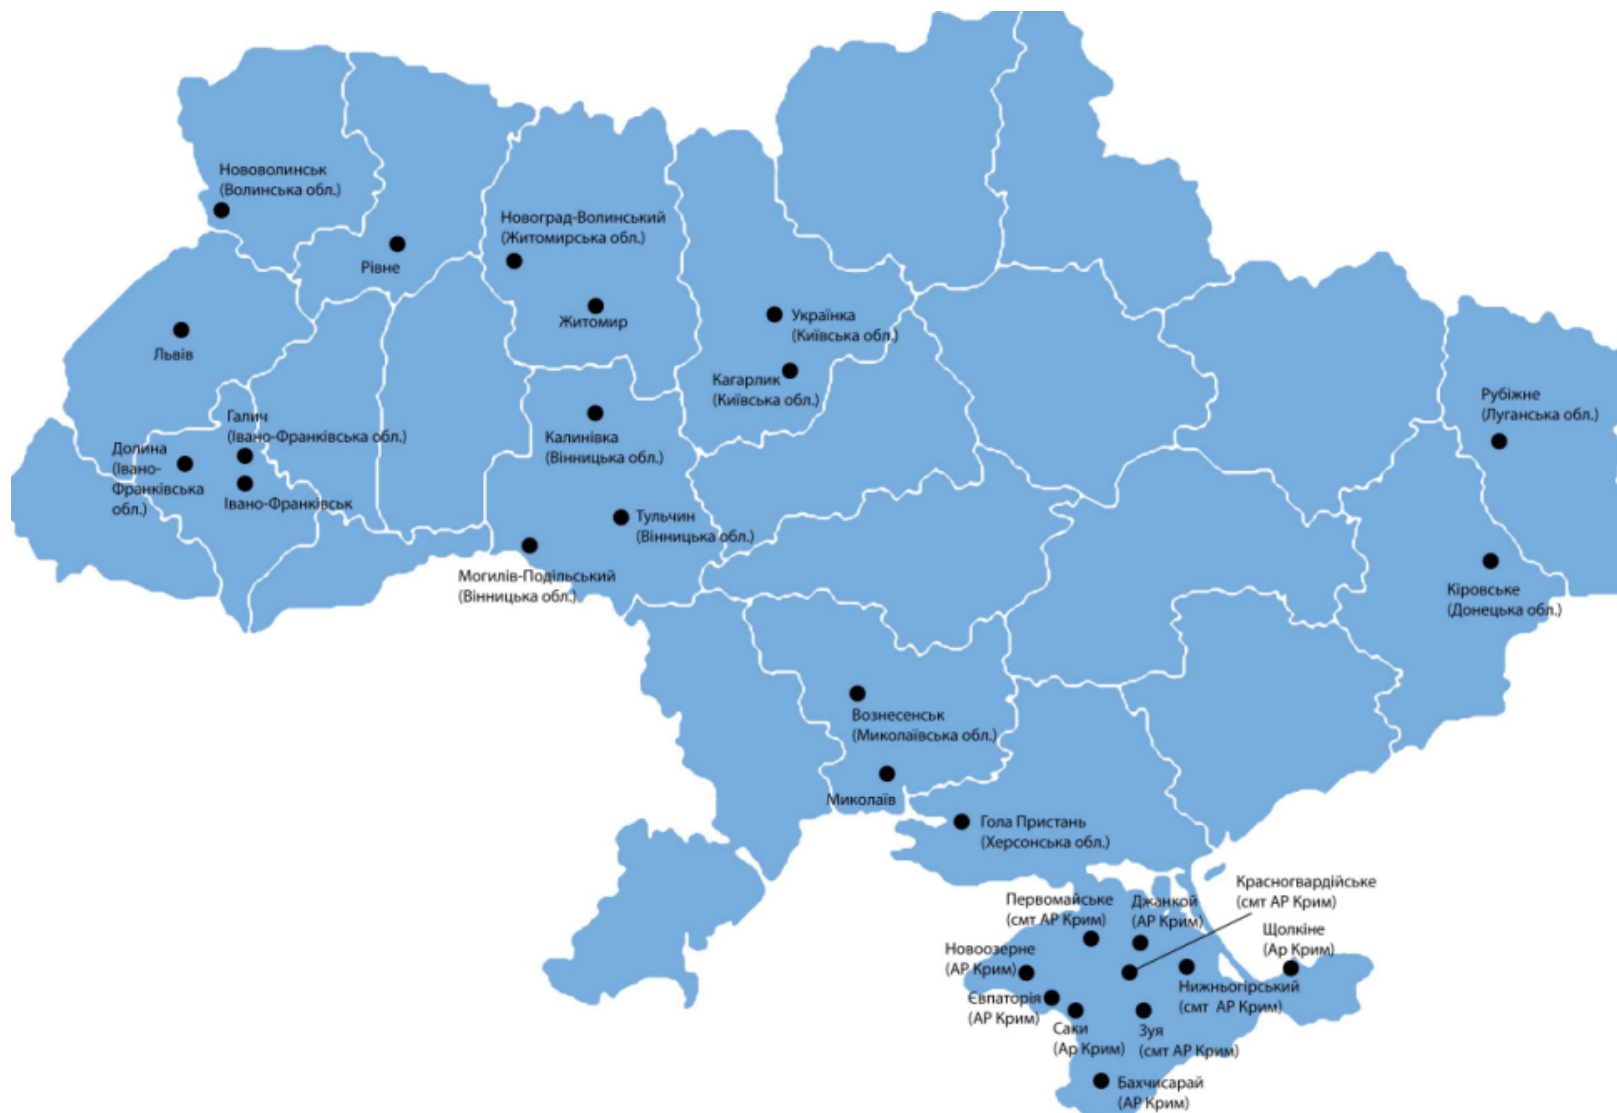 Нововолинськ
(Волинська обл.)
Рівне
Новоград-Волинський
(Житомирська обл.)
Житомир
Українка
(Київська обл.)
Кагарлик
(Київська обл.)
Львів
Галич
(Івано-Франківська обл.)
Долина
(Івано-
Франківська
обл.)
Івано-Франківськ
Калинівка
(Вінницька обл.)
Тульчин
(Вінницька обл.)
Могилів-Подільський
(Вінницька обл.)
Рубіжне
(Луганська обл.)
Кіровське
(Донецька обл.)
Вознесенськ
(Миколаївська обл.)
Миколаїв
Гола Пристань
(Херсонська обл.)
Красногвардійське
(смт АР Крим)
Первомайське
(смт АР Крим)
Джанкой
(АР Крим)
Щолкіне
(Ар Крим)
Новоозерне
(АР Крим)
Нижньогірський
(смт АР Крим)
Євпаторія
(АР Крим)
Саки
(Ар Крим)
Зуя
(смт АР Крим)
Бахчисарай
(АР Крим)